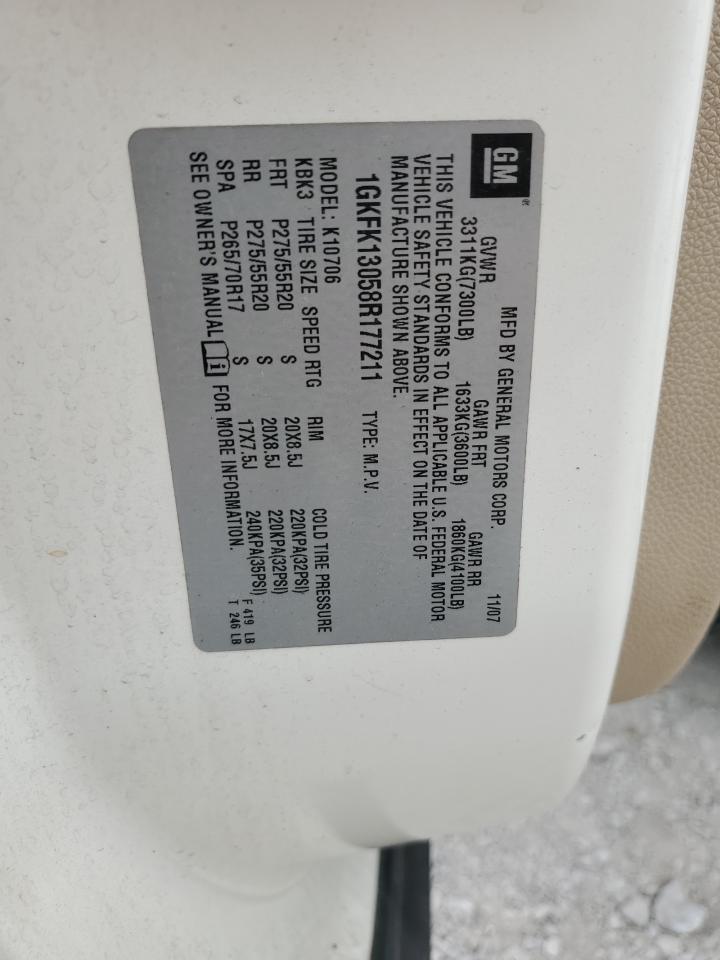 GM®
MFD BY GENERAL MOTORS CORP. 11/07
GVWR GAWR FRT GAWR RR
3311KG(7300LB) 1633KG(3600LB) 1860KG(4100LB)
THIS VEHICLE CONFORMS TO ALL APPLICABLE U.S. FEDERAL MOTOR
VEHICLE SAFETY STANDARDS IN EFFECT ON THE DATE OF
MANUFACTURE SHOWN ABOVE.
1GKFK13058R177211 TYPE: M.P.V.
MODEL: K10706
KBK3 TIRE SIZE SPEED RTG RIM COLD TIRE PRESSURE
FRT P275/55R20 S 20X8.5J 220KPA(32PSI)
RR P275/55R20 S 20X8.5J 220KPA(32PSI)
SPA P265/70R17 S 17X7.5J 240KPA(35PSI) F 419 LB
SEE OWNER'S MANUAL i FOR MORE INFORMATION. T 246 LB